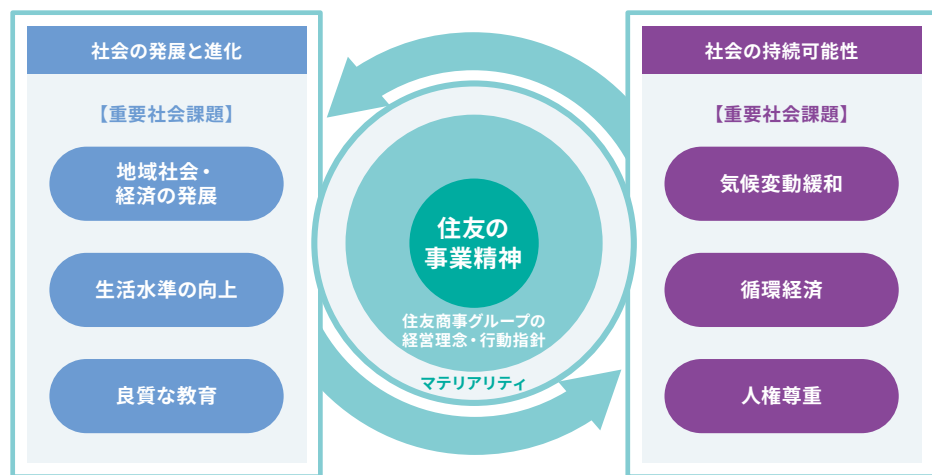 社会の発展と進化
【重要社会課題】
地域社会・
経済の発展
生活水準の向上
良質な教育
住友の
事業精神
住友商事グループの
経営理念・行動指針
マテリアリティ
社会の持続可能性
【重要社会課題】
気候変動緩和
循環経済
人権尊重